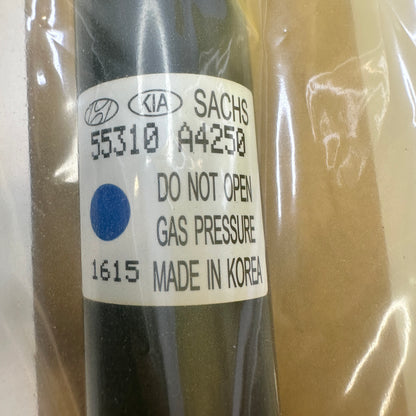 KIA SACHS
55310 A4250
DO NOT OPEN
GAS PRESSURE
1615 MADE IN KOREA